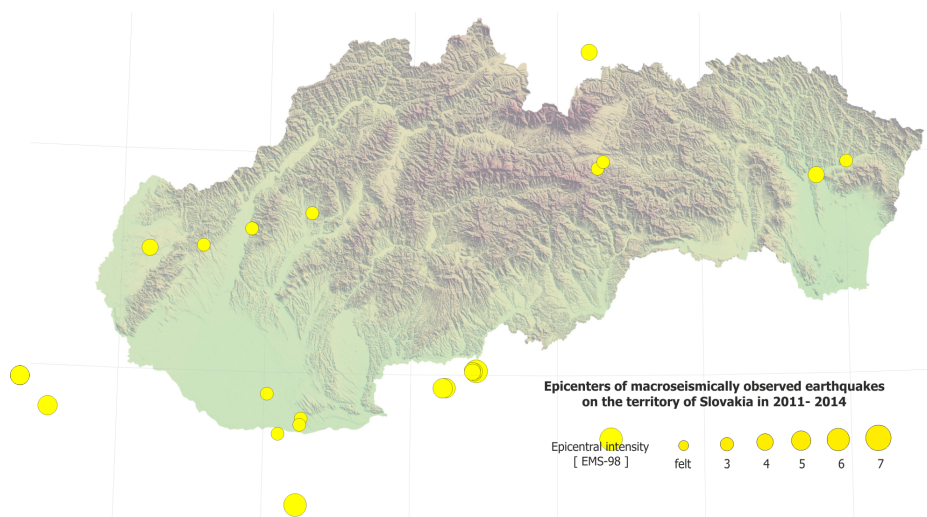 Epicenters of macroseismically observed earthquakes
on the territory of Slovakia in 2011- 2014
Epicentral intensity
[ EMS-98 ]
felt 3 4 5 6 7